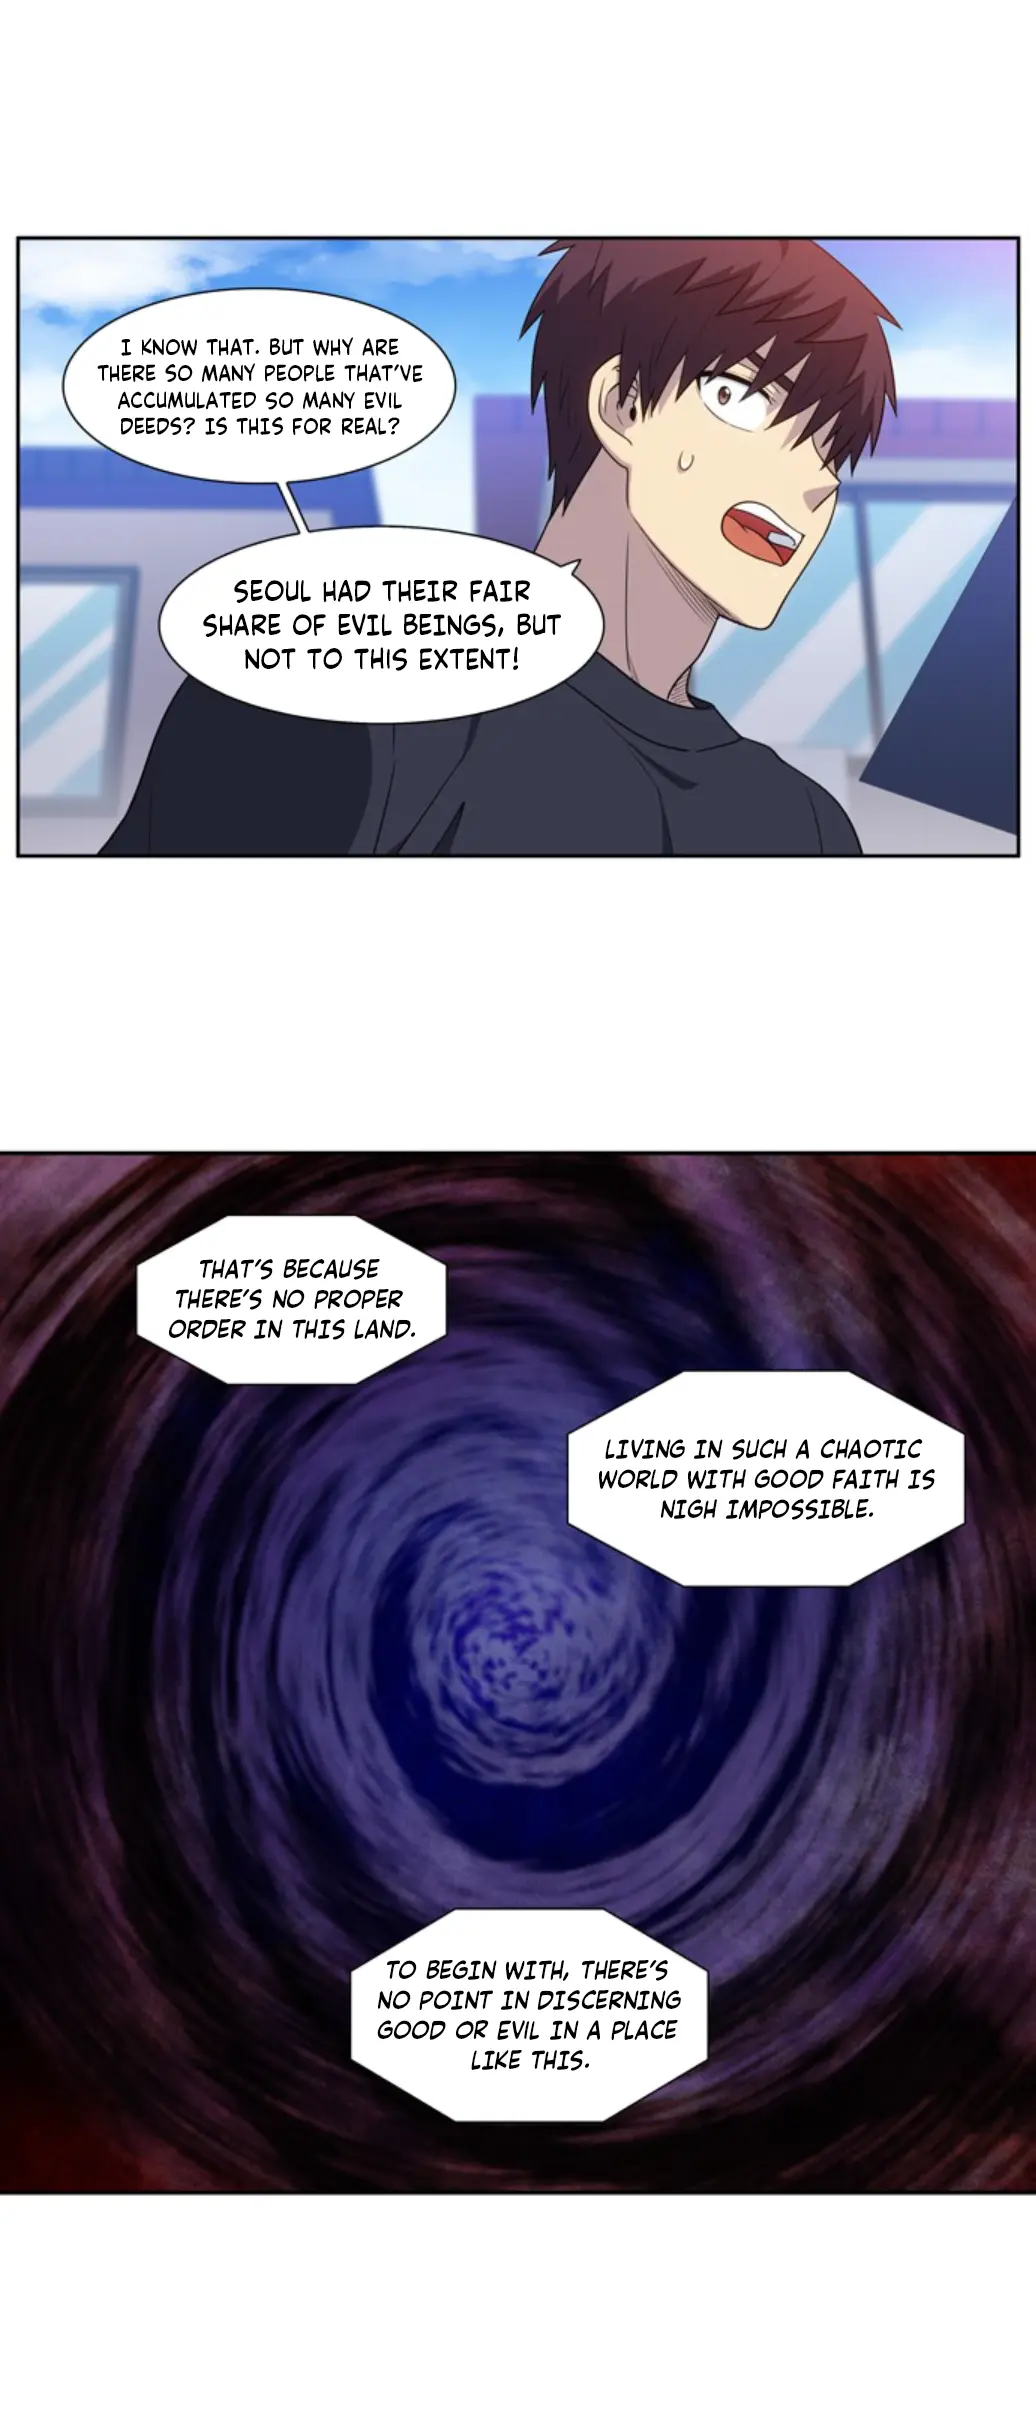 I KNOW THAT. BUT WHY ARE
THERE SO MANY PEOPLE THAT'VE
ACCUMULATED SO MANY EVIL
DEEDS? IS THIS FOR REAL?
SEOUL HAD THEIR FAIR
SHARE OF EVIL BEINGS, BUT
NOT TO THIS EXTENT!
THAT'S BECAUSE
THERE'S NO PROPER
ORDER IN THIS LAND.
LIVING IN SUCH A CHAOTIC
WORLD WITH GOOD FAITH IS
NIGH IMPOSSIBLE.
TO BEGIN WITH, THERE'S
NO POINT IN DISCERNING
GOOD OR EVIL IN A PLACE
LIKE THIS.